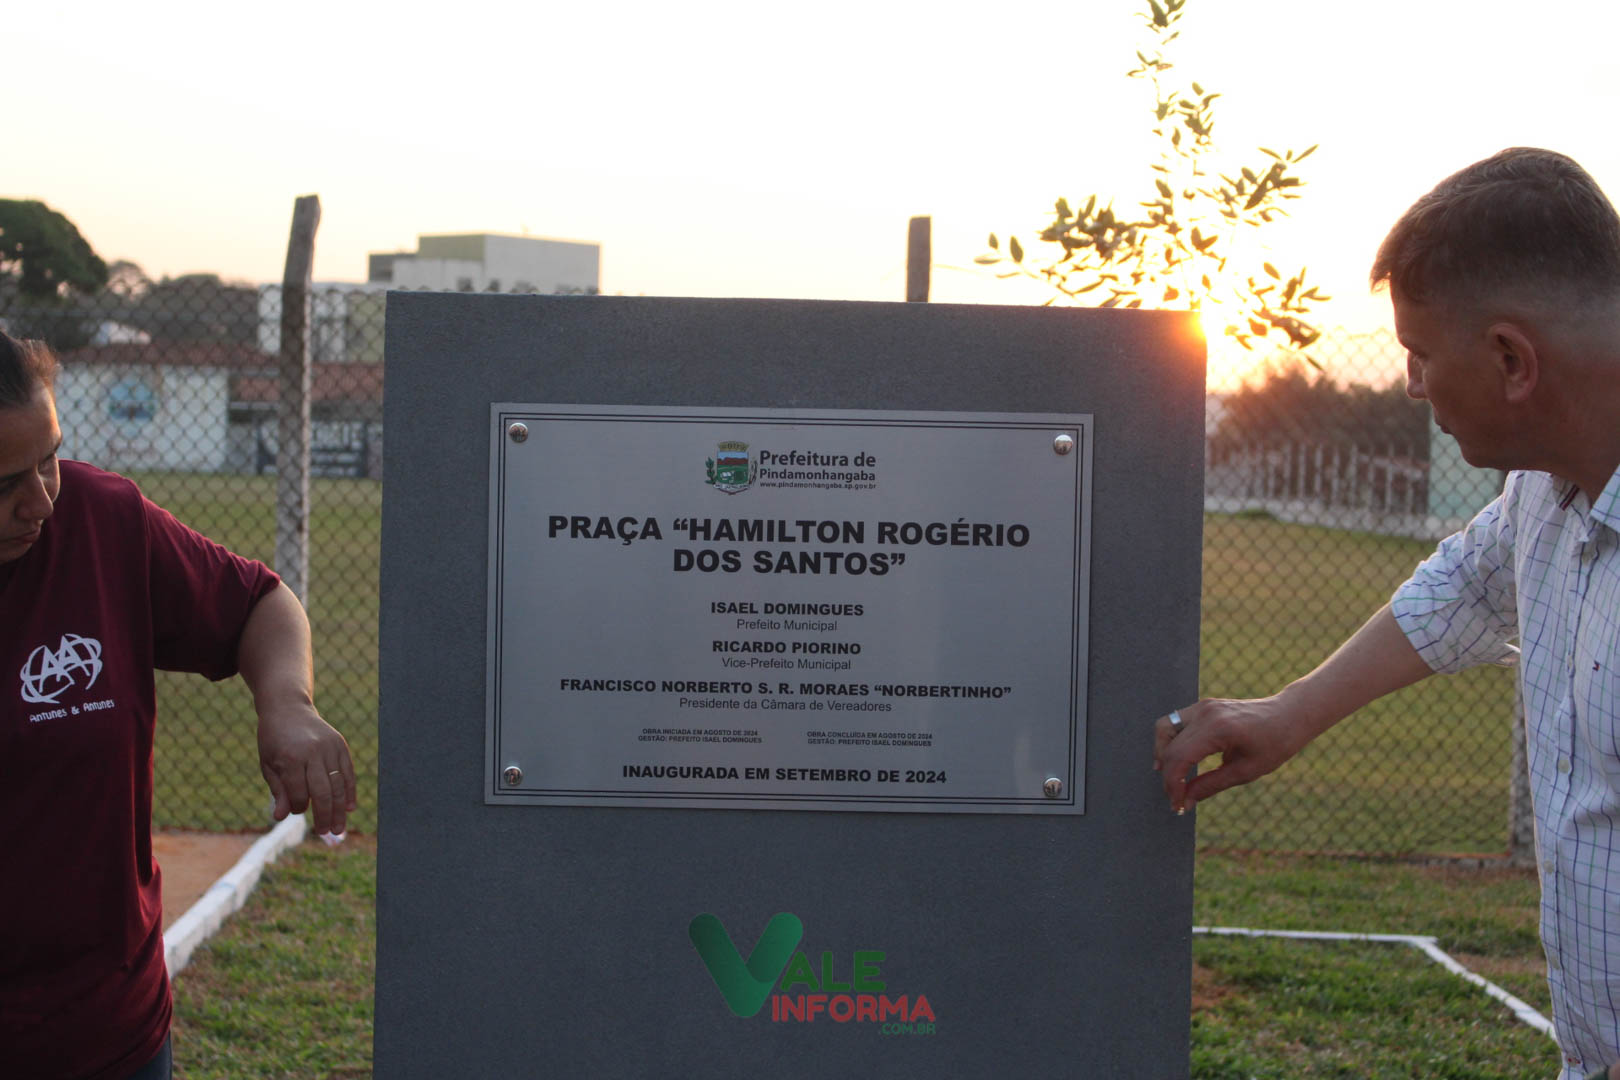 Prefeitura de
Pindamonhangaba
www.pindamonhangaba.sp.gov.br
PRAÇA “HAMILTON ROGÉRIO
DOS SANTOS”
ISAEL DOMINGUES
Prefeito Municipal
RICARDO PIORINO
Vice-Prefeito Municipal
FRANCISCO NORBERTO S. R. MORAES “NORBERTINHO”
Presidente da Câmara de Vereadores
OBRA INICIADA EM AGOSTO DE 2024
GESTÃO: PREFEITO ISAEL DOMINGUES
OBRA CONCLUÍDA EM AGOSTO DE 2024
GESTÃO: PREFEITO ISAEL DOMINGUES
INAUGURADA EM SETEMBRO DE 2024
AA
Antunes & Antunes
VALE
INFORMA
.COM.BR